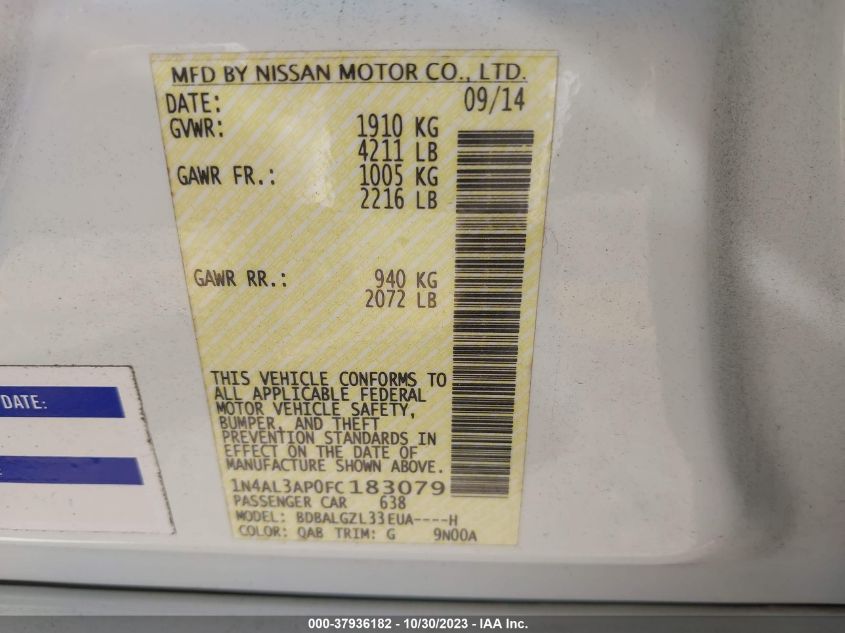 MFD BY NISSAN MOTOR CO., LTD.
DATE: 09/14
GVWR: 1910 KG
4211 LB
GAWR FR.: 1005 KG
2216 LB
GAWR RR.: 940 KG
2072 LB
THIS VEHICLE CONFORMS TO
ALL APPLICABLE FEDERAL
MOTOR VEHICLE SAFETY,
BUMPER, AND THEFT
PREVENTION STANDARDS IN
EFFECT ON THE DATE OF
MANUFACTURE SHOWN ABOVE.
1N4AL3AP0FC183079
PASSENGER CAR 638
MODEL: BDBALGZL33EUA----H
COLOR: QAB TRIM: G 9N00A
DATE:
000-37936182 - 10/30/2023 - IAA Inc.